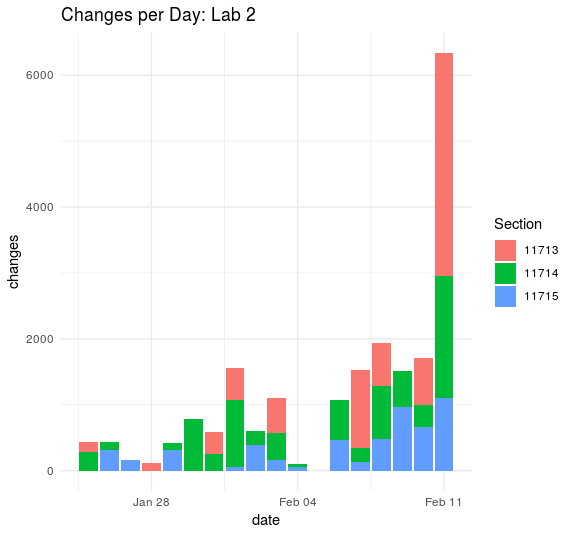 Changes per Day: Lab 2
changes
6000
4000
2000
0
Jan 28
Feb 04
Feb 11
date
Section
11713
11714
11715